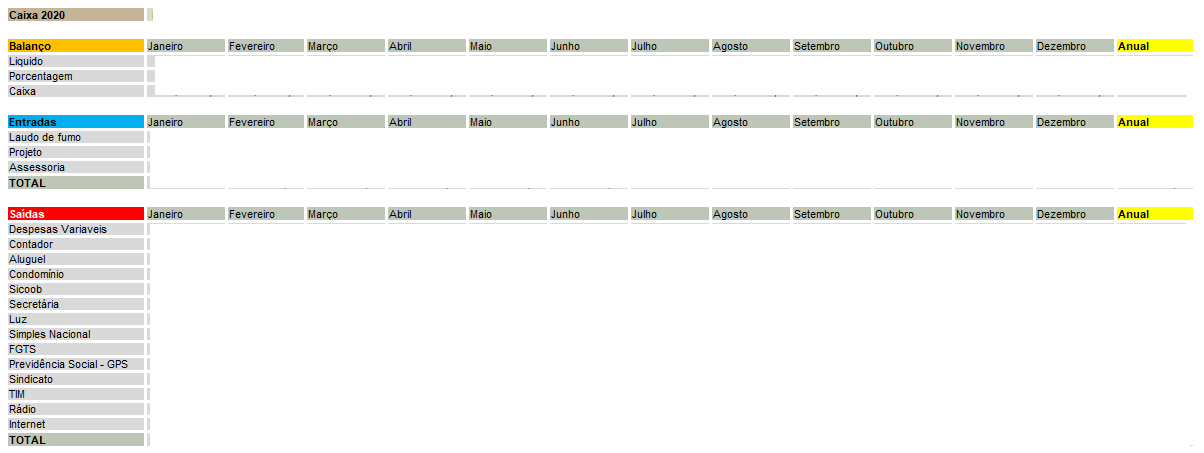 Caixa 2020
Balanço Janeiro Fevereiro Março Abril Maio Junho Julho Agosto Setembro Outubro Novembro Dezembro Anual
Liquido
Porcentagem
Caixa
Entradas Janeiro Fevereiro Março Abril Maio Junho Julho Agosto Setembro Outubro Novembro Dezembro Anual
Laudo de fumo
Projeto
Assessoria
TOTAL
Saídas Janeiro Fevereiro Março Abril Maio Junho Julho Agosto Setembro Outubro Novembro Dezembro Anual
Despesas Variaveis
Contador
Aluguel
Condomínio
Sicoob
Secretária
Luz
Simples Nacional
FGTS
Previdência Social - GPS
Sindicato
TIM
Rádio
Internet
TOTAL